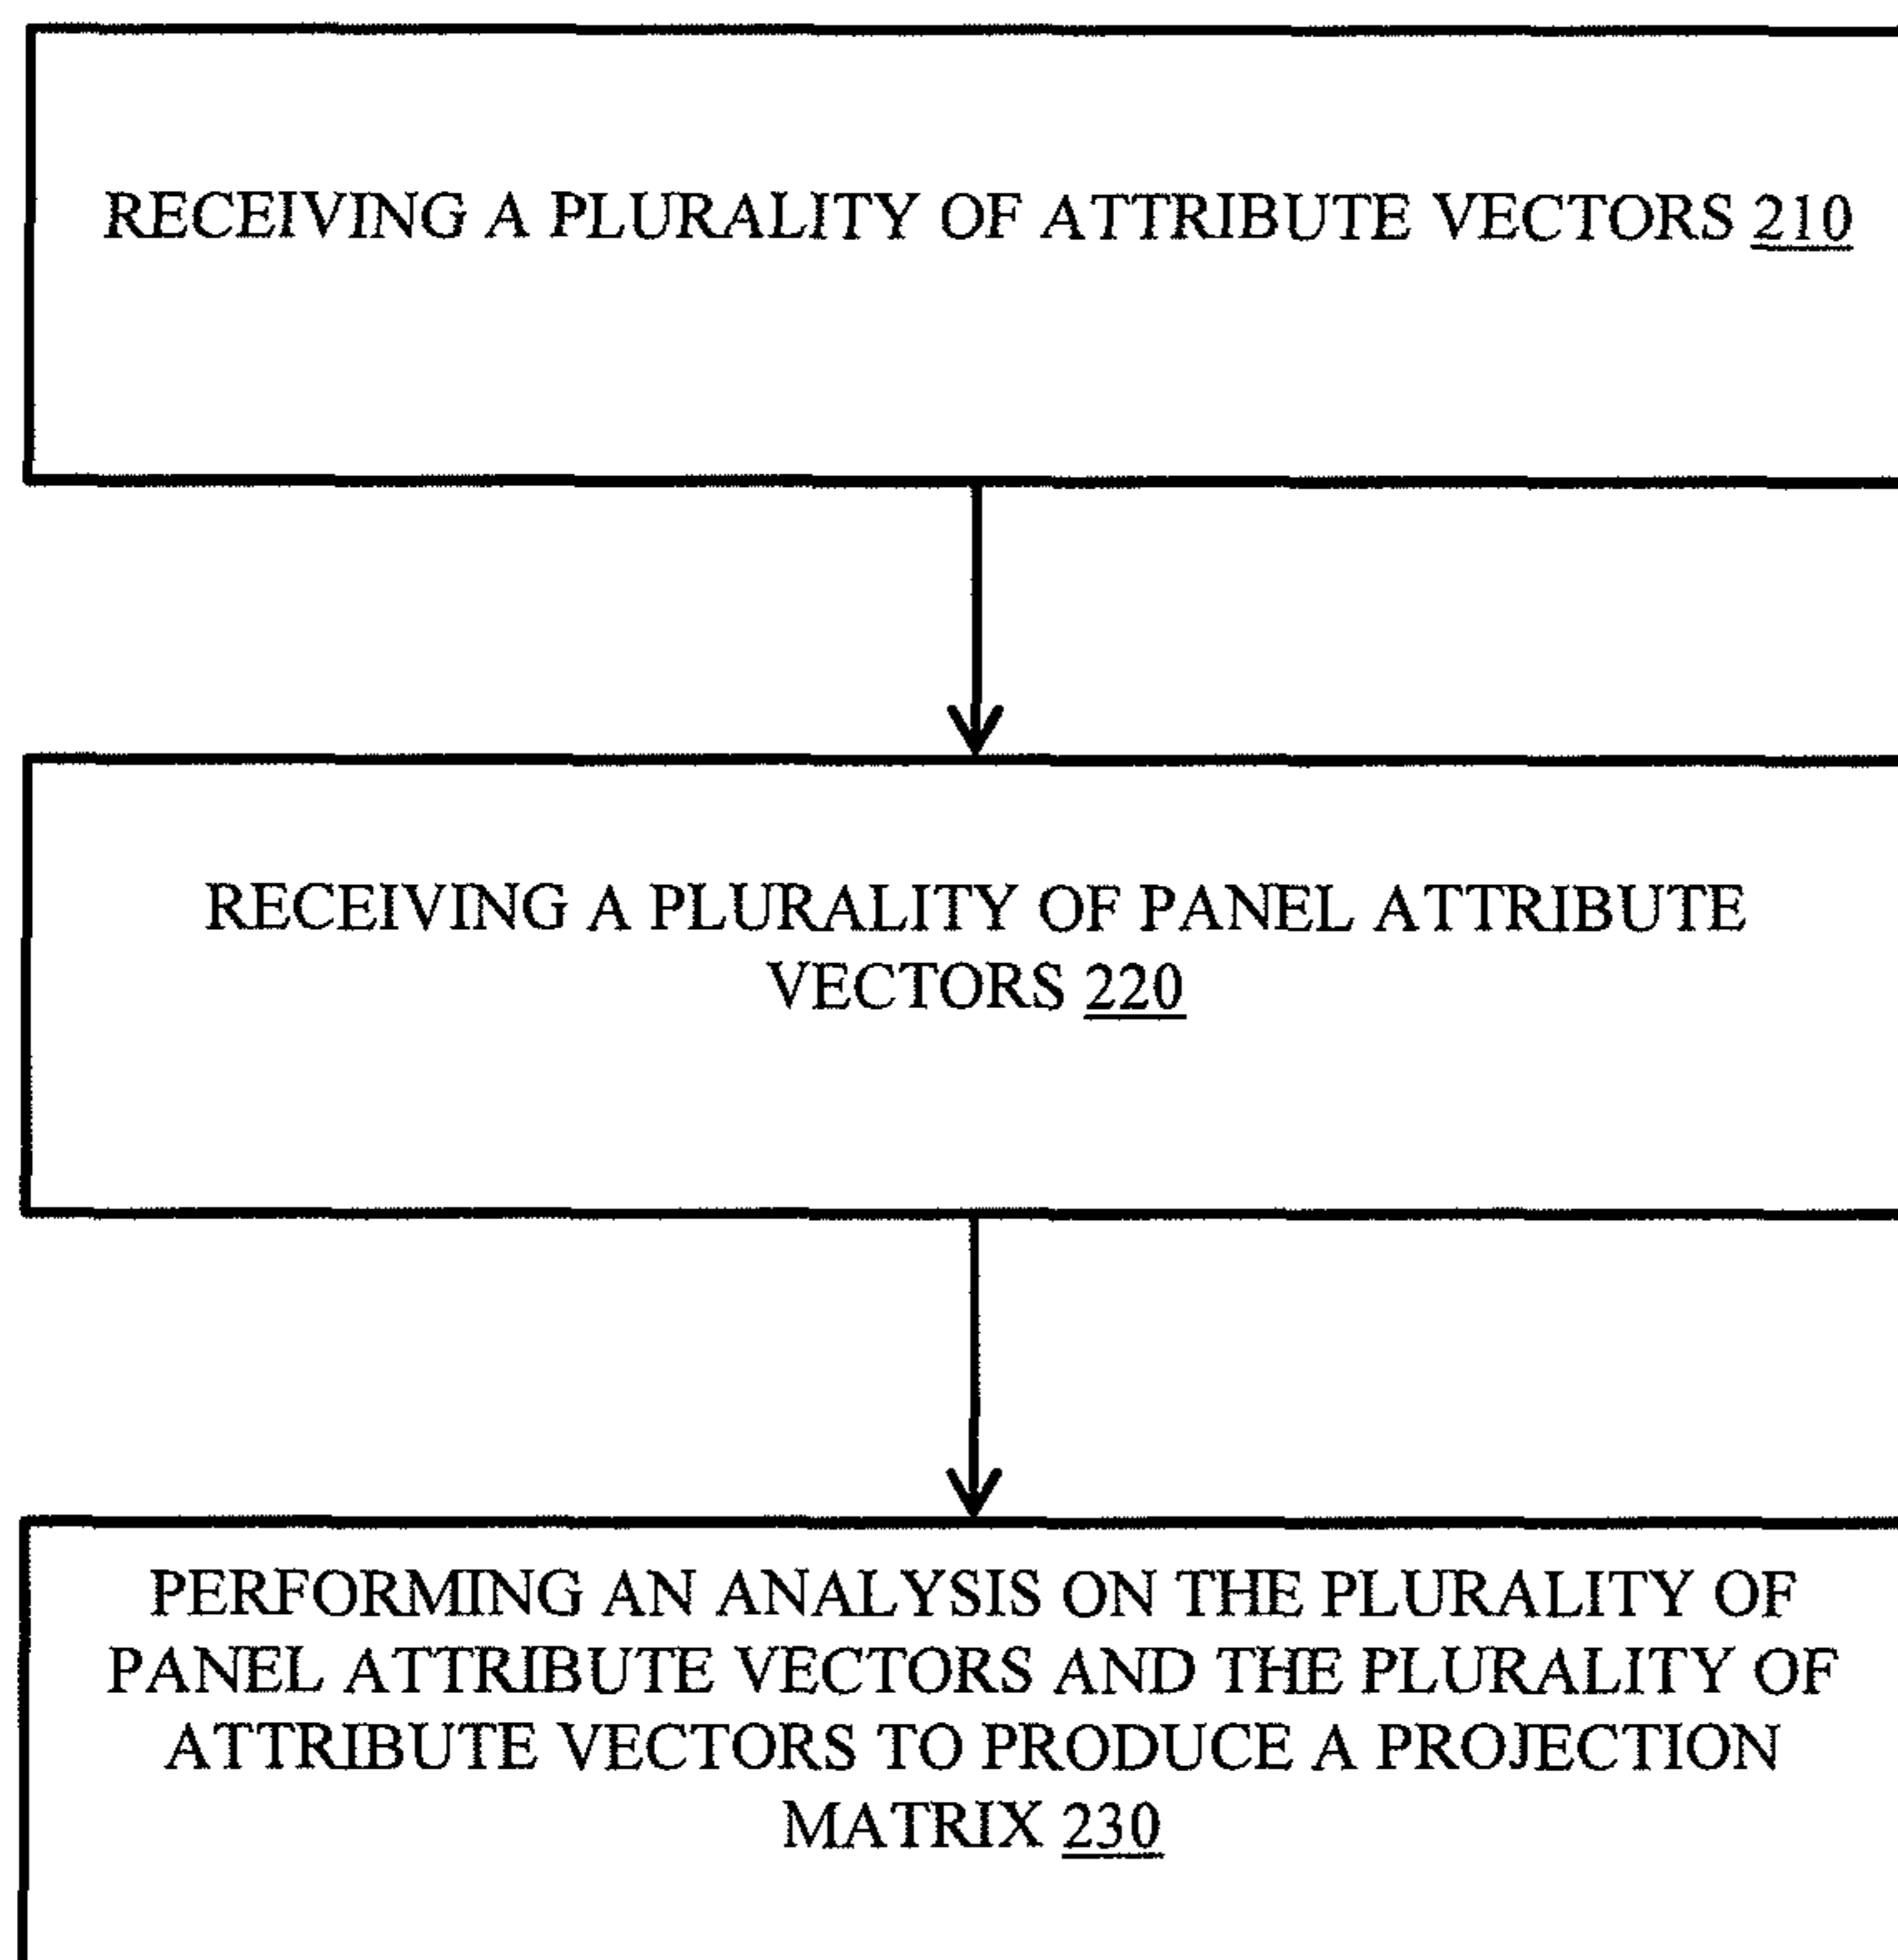 RECEIVING A PLURALITY OF ATTRIBUTE VECTORS 210
RECEIVING A PLURALITY OF PANEL ATTRIBUTE
VECTORS 220
PERFORMING AN ANALYSIS ON THE PLURALITY OF
PANEL ATTRIBUTE VECTORS AND THE PLURALITY OF
ATTRIBUTE VECTORS TO PRODUCE A PROJECTION
MATRIX 230